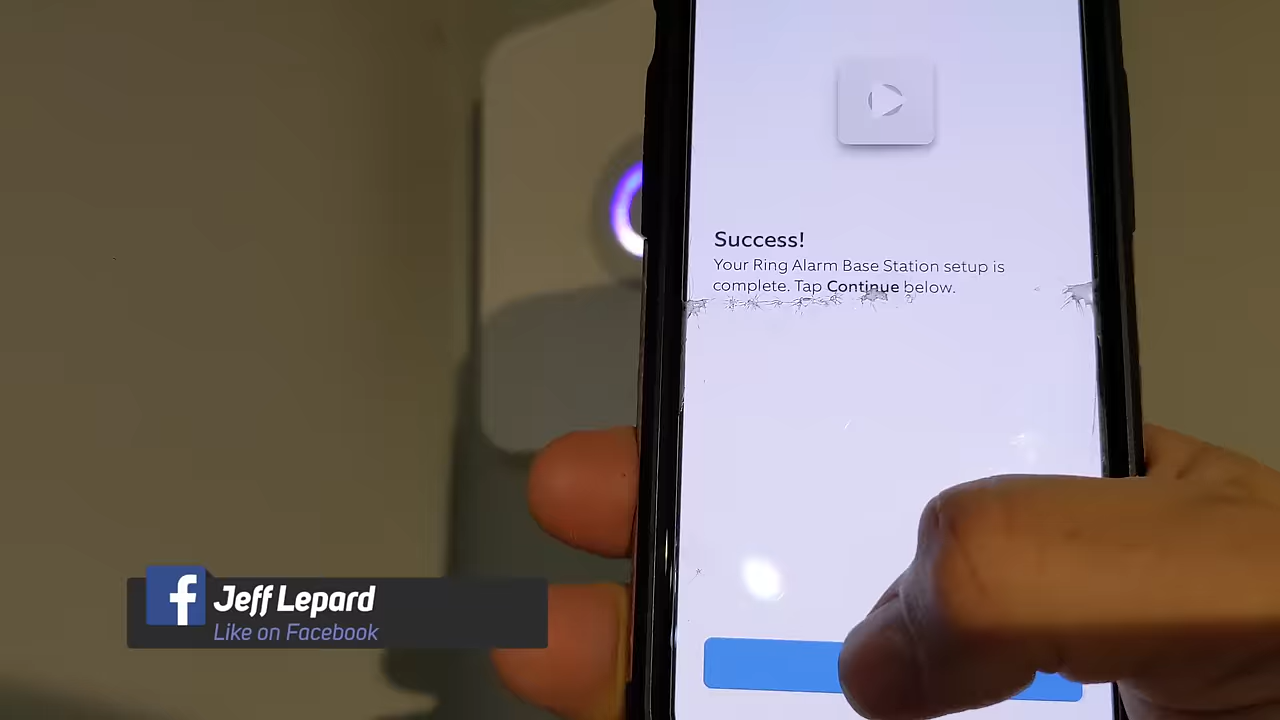 Success!
Your Ring Alarm Base Station setup is
complete. Tap Continue below.
Jeff Lepard
Like on Facebook